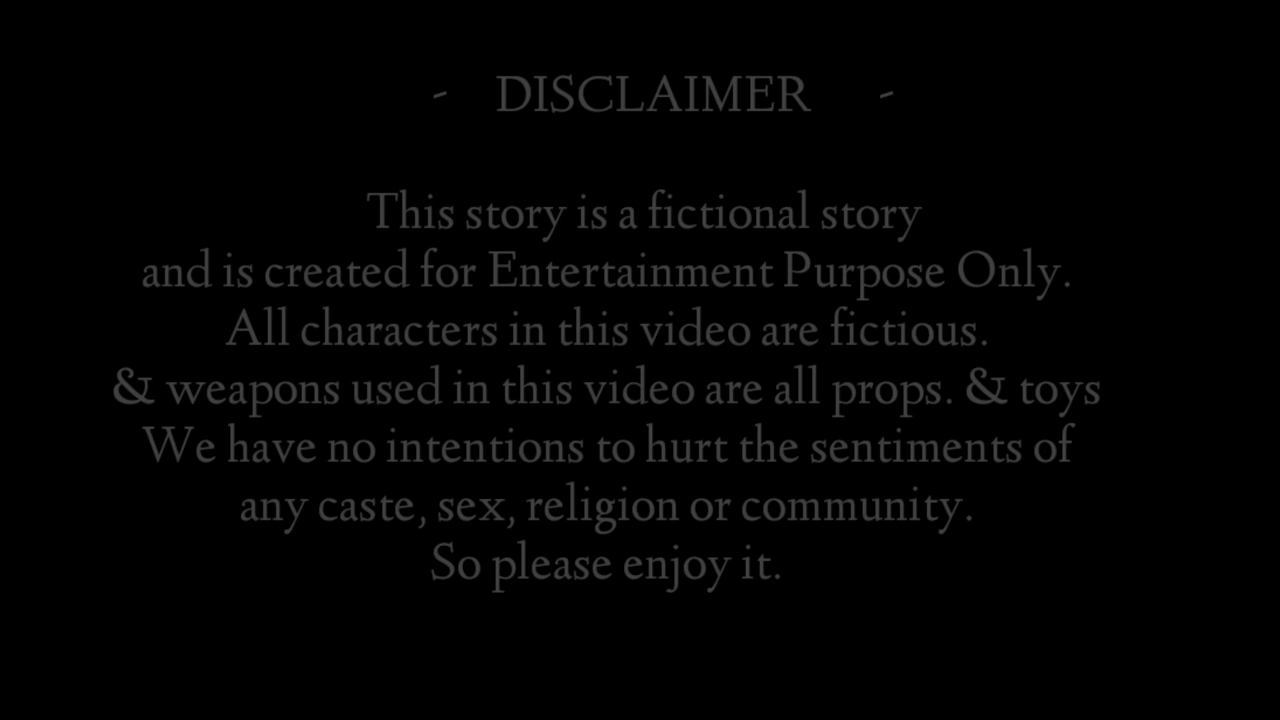 - DISCLAIMER -
This story is a fictional story
and is created for Entertainment Purpose Only.
All characters in this video are fictious.
& weapons used in this video are all props. & toys
We have no intentions to hurt the sentiments of
any caste, sex, religion or community.
So please enjoy it.